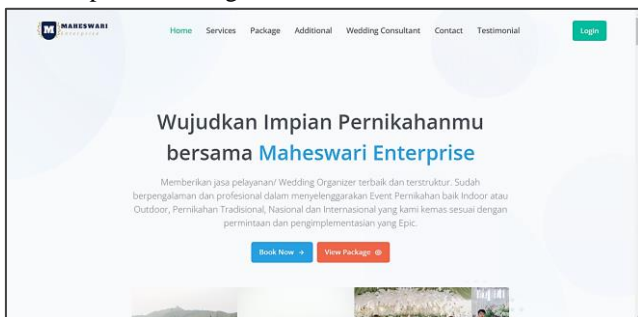 MAHESWARI
Enterprise
Home Services Package Additional Wedding Consultant Contact Testimonial Login
Wujudkan Impian Pernikahanmu
bersama Maheswari Enterprise
Memberikan jasa pelayanan/ Wedding Organizer terbaik dan terstruktur. Sudah
berpengalaman dan profesional dalam menyelenggarakan Event Pernikahan baik Indoor atau
Outdoor, Pernikahan Tradisional, Nasional dan Internasional yang kami kemas sesuai dengan
permintaan dan pengimplementasian yang Epic.
Book Now → View Package